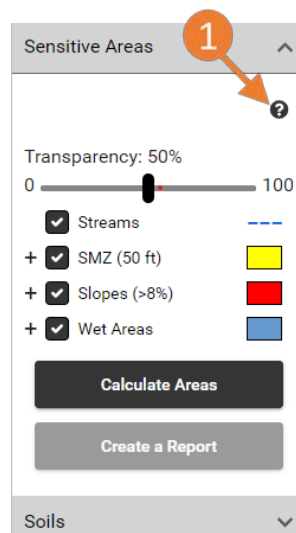 Sensitive Areas
1
?
Transparency: 50%
0 100
Streams
+ SMZ (50 ft)
+ Slopes (>8%)
+ Wet Areas
Calculate Areas
Create a Report
Soils